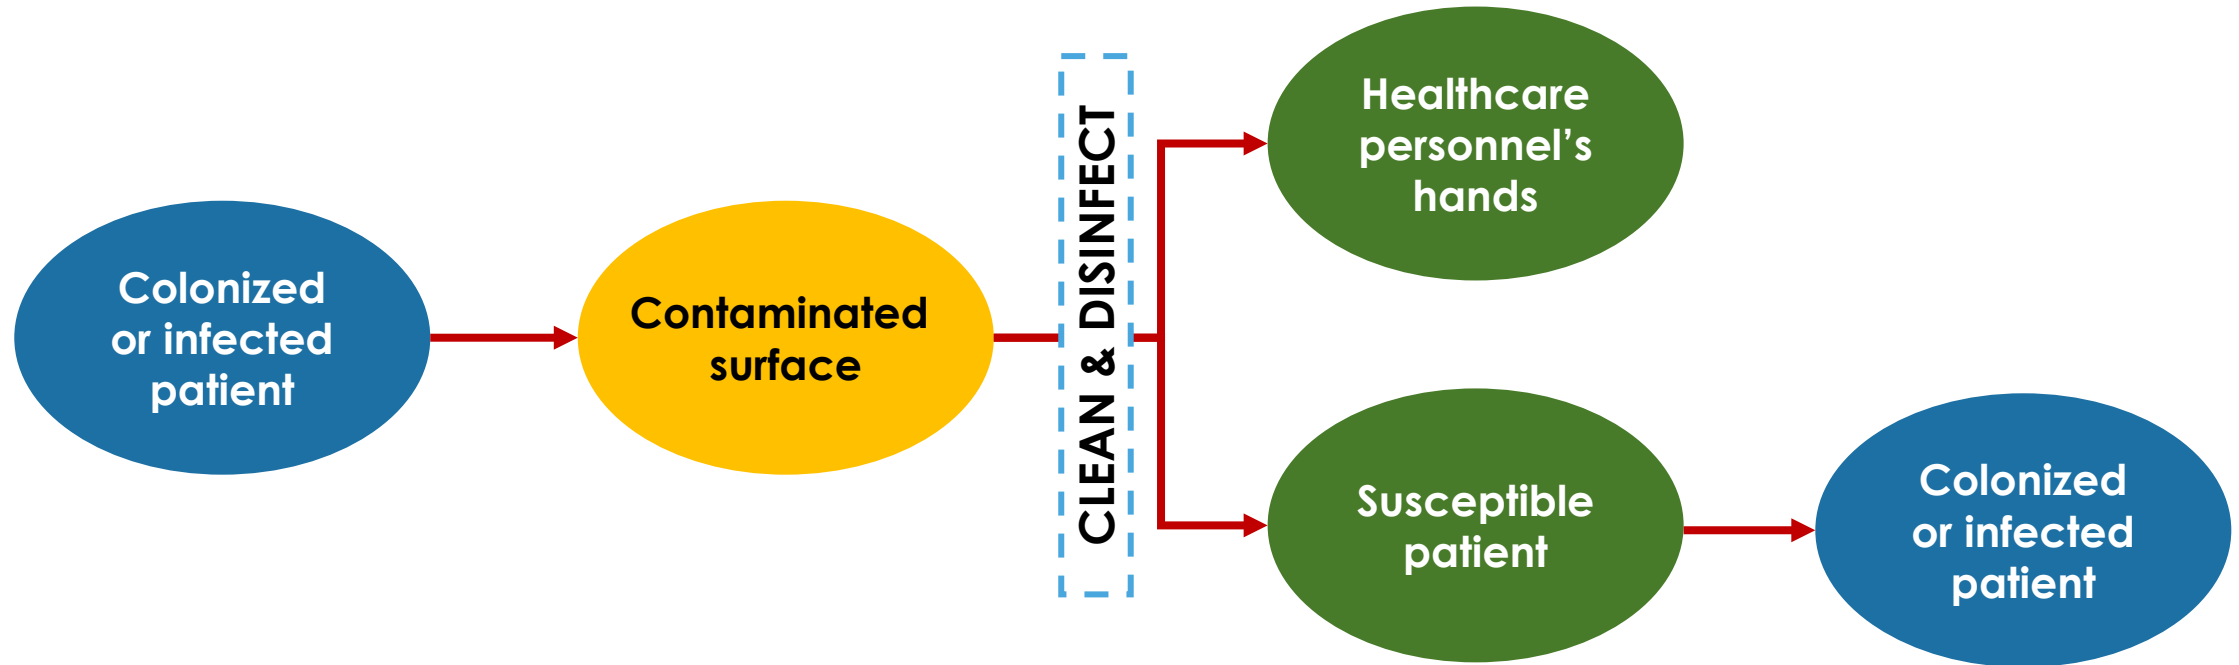 Colonized
or infected
patient
Contaminated
surface
CLEAN & DISINFECT
Healthcare
personnel’s
hands
Susceptible
patient
Colonized
or infected
patient